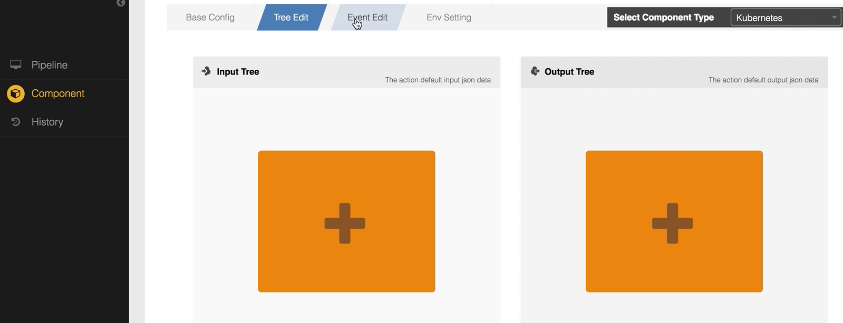 Base Config Tree Edit Event Edit Env Setting Select Component Type Kubernetes
Pipeline
Component
History
Input Tree
The action default input json data
Output Tree
The action default output json data